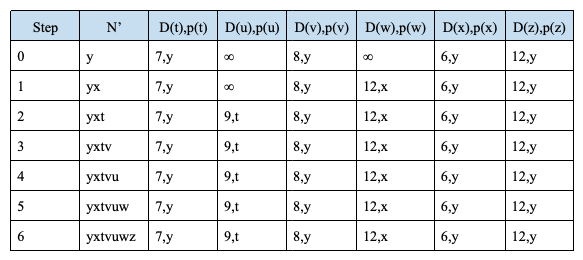 Step N’ D(t),p(t) D(u),p(u) D(v),p(v) D(w),p(w) D(x),p(x) D(z),p(z)
0 y 7,y ∞ 8,y ∞ 6,y 12,y
1 yx 7,y ∞ 8,y 12,x 6,y 12,y
2 yxt 7,y 9,t 8,y 12,x 6,y 12,y
3 yxtv 7,y 9,t 8,y 12,x 6,y 12,y
4 yxtvu 7,y 9,t 8,y 12,x 6,y 12,y
5 yxtvuw 7,y 9,t 8,y 12,x 6,y 12,y
6 yxtvuwz 7,y 9,t 8,y 12,x 6,y 12,y